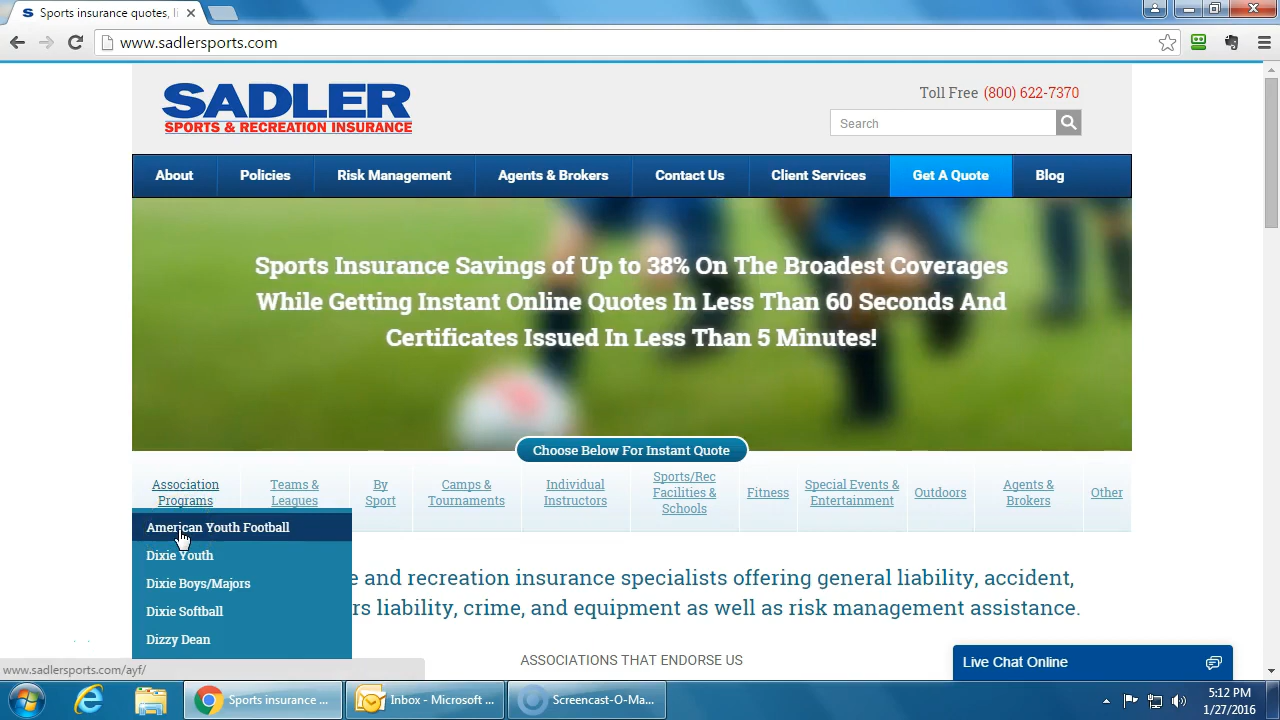 Sports insurance quotes, li
www.sadlersports.com
SADLER
SPORTS & RECREATION INSURANCE
Toll Free (800) 622-7370
Search
About Policies Risk Management Agents & Brokers Contact Us Client Services Get A Quote Blog
Sports Insurance Savings of Up to 38% On The Broadest Coverages
While Getting Instant Online Quotes In Less Than 60 Seconds And
Certificates Issued In Less Than 5 Minutes!
Choose Below For Instant Quote
Association
Programs
Teams &
Leagues
By
Sport
Camps &
Tournaments
Individual
Instructors
Sports/Rec
Facilities &
Schools
Fitness
Special Events &
Entertainment
Outdoors
Agents &
Brokers
Other
American Youth Football
Dixie Youth
Dixie Boys/Majors
Dixie Softball
Dizzy Dean
e and recreation insurance specialists offering general liability, accident,
rs liability, crime, and equipment as well as risk management assistance.
ASSOCIATIONS THAT ENDORSE US
Live Chat Online
www.sadlersports.com/ayf/
Sports insurance ...
Inbox - Microsoft ...
Screencast-O-Ma...
5:12 PM
1/27/2016